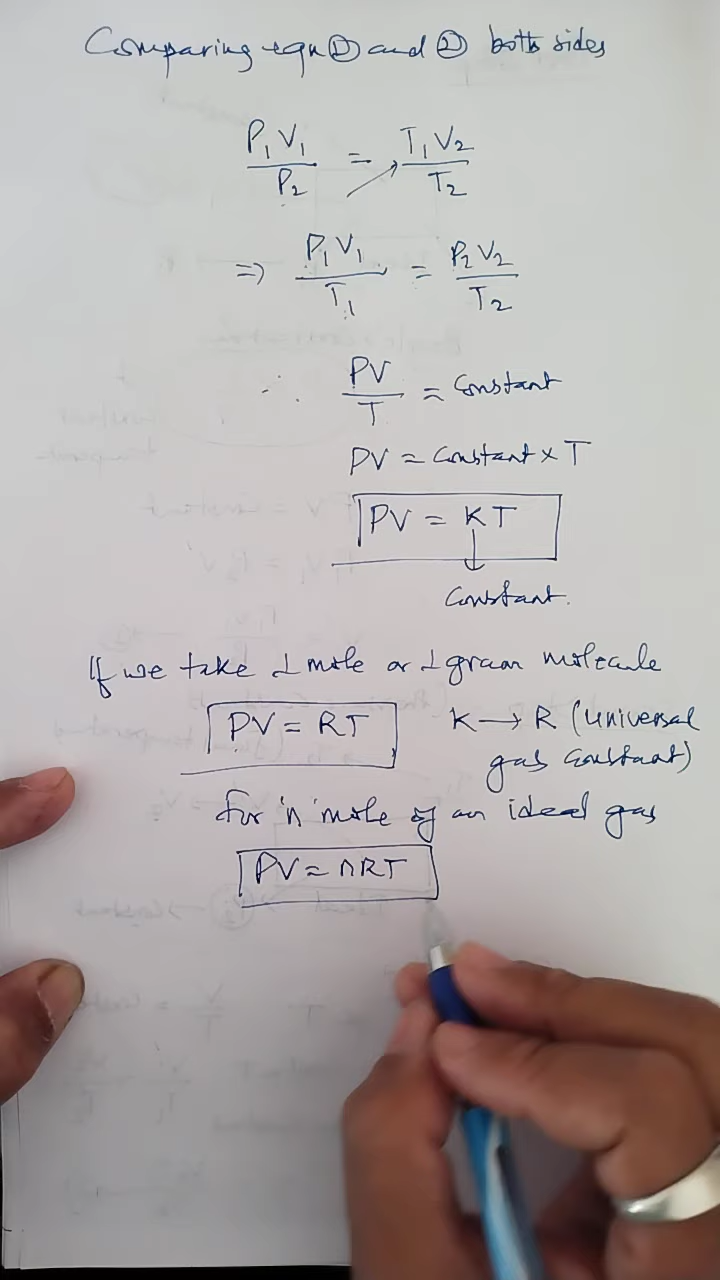 Comparing eqn ① and ② both sides
P₁V₁/P₂ = T₁V₂/T₂
⇒ P₁V₁/T₁ = P₂V₂/T₂
∴ PV/T = Constant
PV = Constant × T
PV = KT
Constant.
If we take 1 mole or 1 gram molecule
PV = RT K → R (Universal
gas constant)
For 'n' mole of an ideal gas
PV = nRT